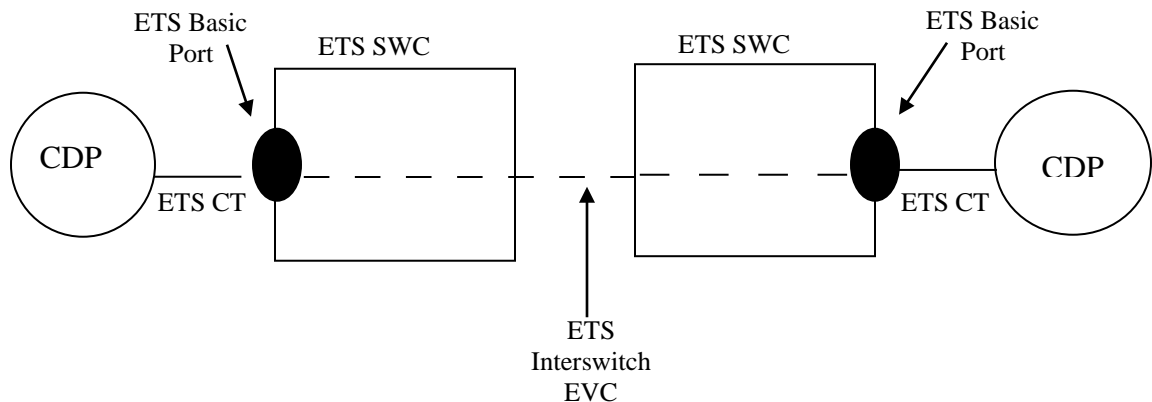 ETS Basic
Port
ETS SWC
ETS SWC
ETS Basic
Port
CDP
ETS CT
ETS CT
CDP
ETS
Interswitch
EVC